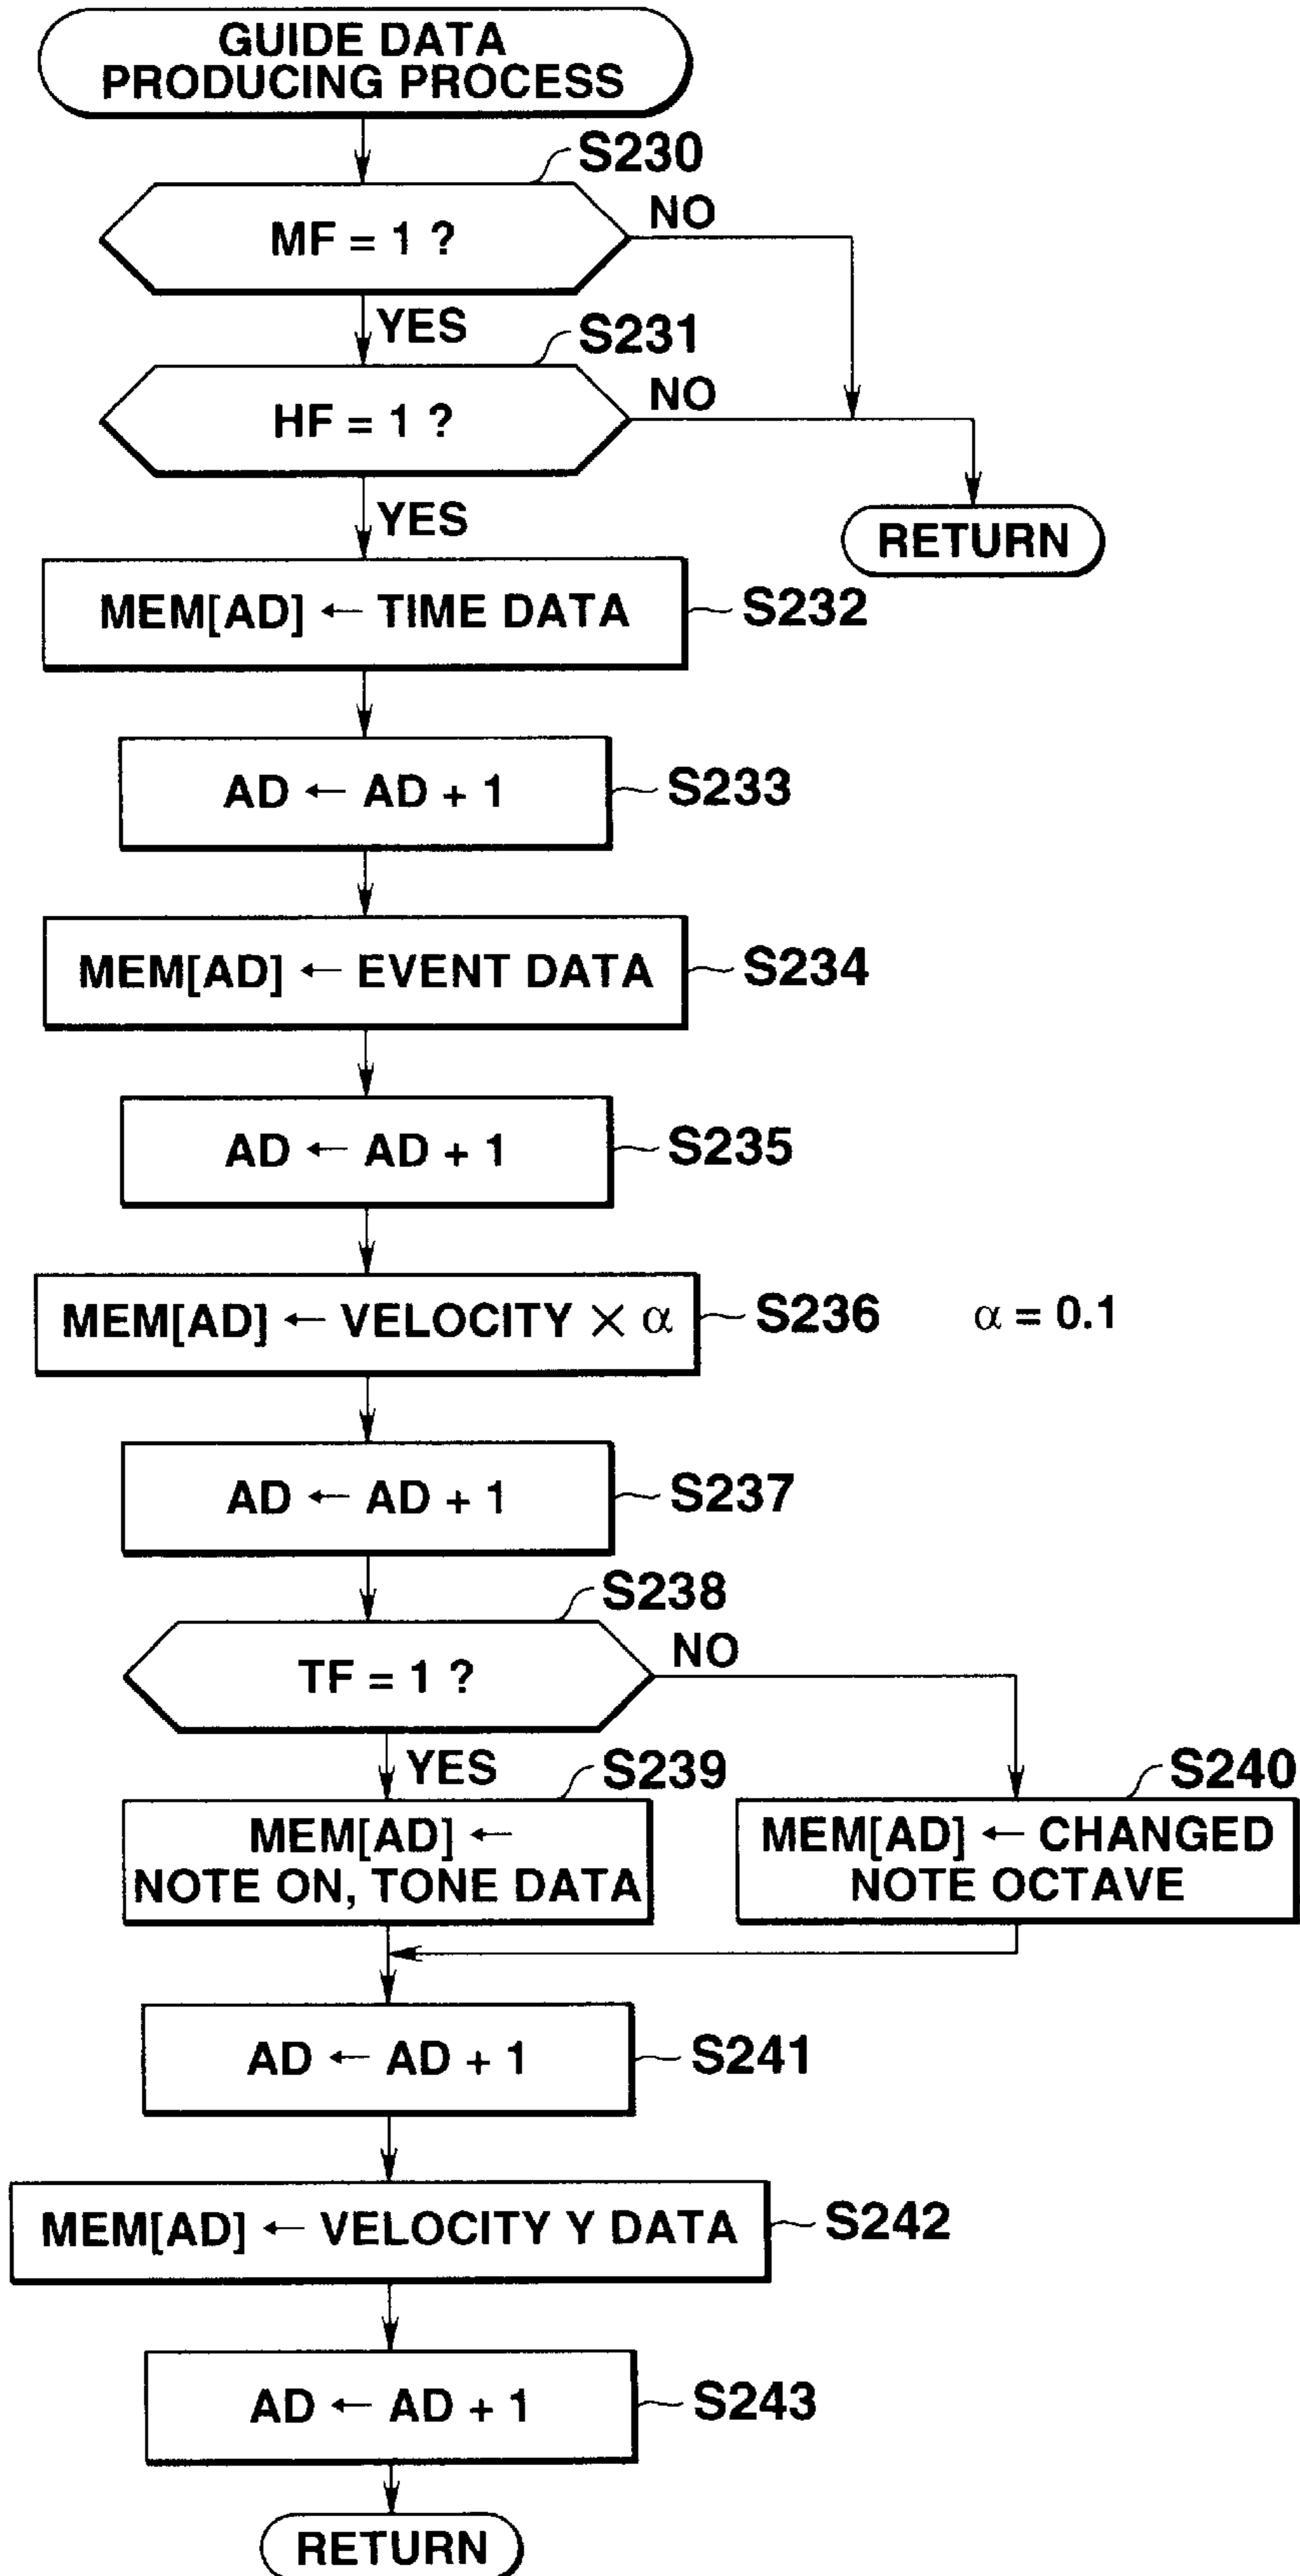 GUIDE DATA
PRODUCING PROCESS
S230
MF = 1 ?
NO
YES
S231
HF = 1 ?
NO
YES
RETURN
MEM[AD] ← TIME DATA
S232
AD ← AD + 1
S233
MEM[AD] ← EVENT DATA
S234
AD ← AD + 1
S235
MEM[AD] ← VELOCITY × α
S236
α = 0.1
AD ← AD + 1
S237
S238
TF = 1 ?
NO
YES
S239
MEM[AD] ←
NOTE ON, TONE DATA
S240
MEM[AD] ← CHANGED
NOTE OCTAVE
AD ← AD + 1
S241
MEM[AD] ← VELOCITY Y DATA
S242
AD ← AD + 1
S243
RETURN